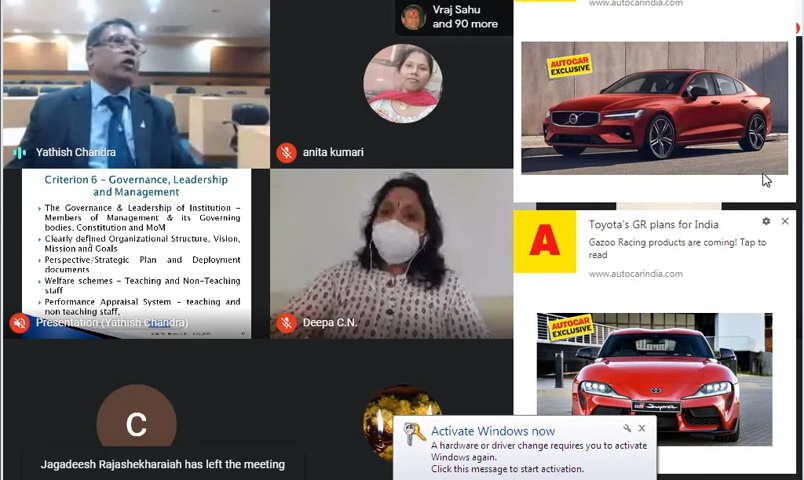 Vraj Sahu
and 90 more
www.autocarindia.com
AUTOCAR
EXCLUSIVE
Yathish Chandra
anita kumari
Criterion 6 – Governance, Leadership
and Management
The Governance & Leadership of Institution –
Members of Management & its Governing
bodies, Constitution and MoM
Clearly defined Organizational Structure, Vision,
Mission and Goals
Perspective/Strategic Plan and Deployment
documents
Welfare schemes – Teaching and Non-Teaching
staff
Performance Appraisal System – teaching and
non teaching staff,
Presentation (Yathish Chandra)
Deepa C.N.
A
Toyota's GR plans for India
Gazoo Racing products are coming! Tap to
read
www.autocarindia.com
AUTOCAR
EXCLUSIVE
GR Supra
C
Jagadeesh Rajashekharaiah has left the meeting
Activate Windows now
A hardware or driver change requires you to activate
Windows again.
Click this message to start activation.